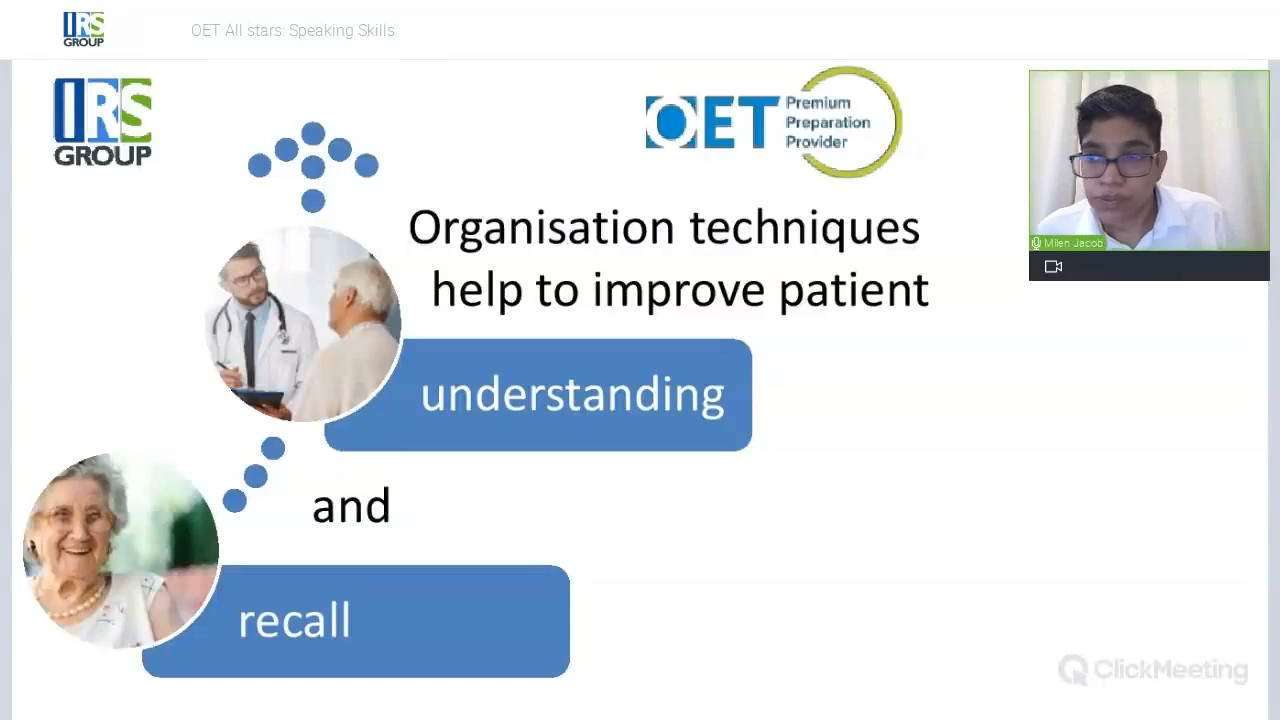 IRS
GROUP
OET All stars: Speaking Skills
IRS
GROUP
OET Premium
Preparation
Provider
Milen Jacob
Organisation techniques
help to improve patient
understanding
and
recall
ClickMeeting